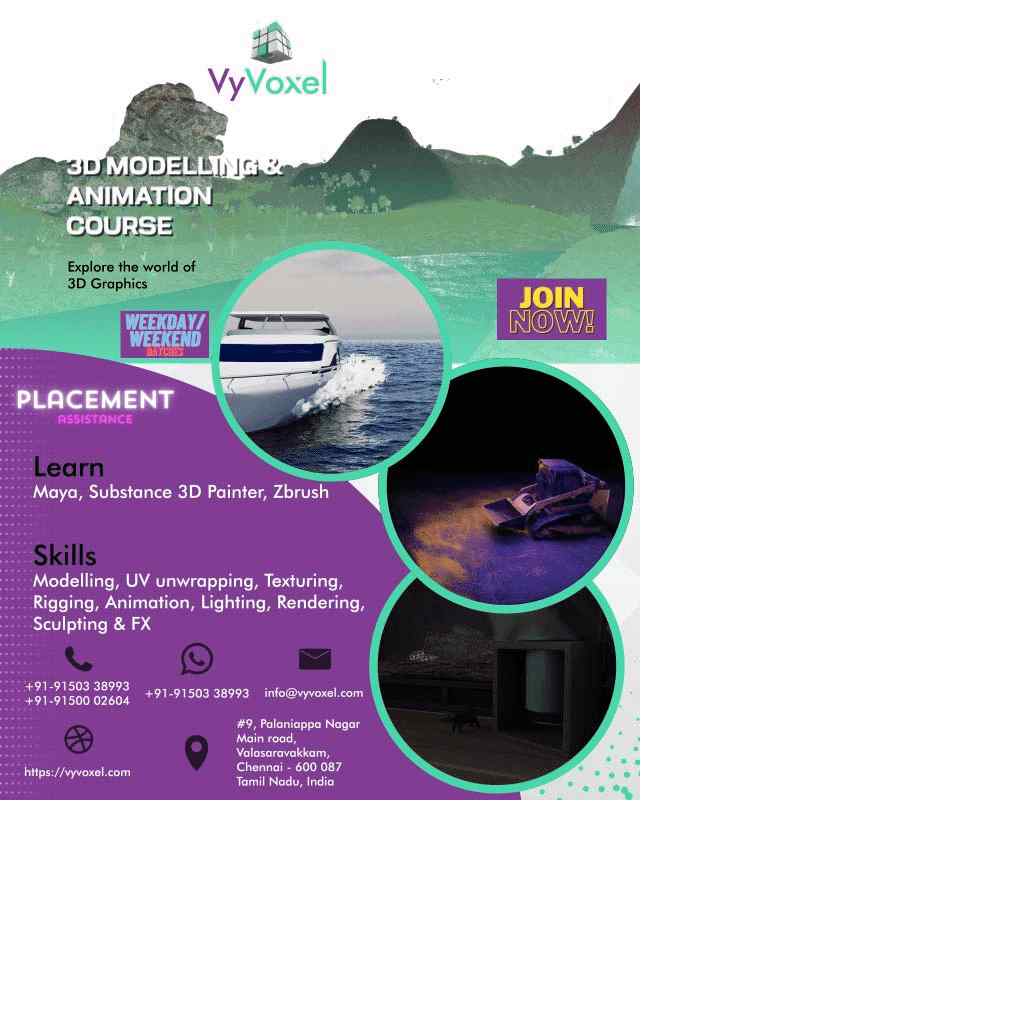 VyVoxel
3D MODELLING &
ANIMATION
COURSE
Explore the world of
3D Graphics
JOIN
NOW!
WEEKDAY/
WEEKEND
BATCHES
PLACEMENT
ASSISTANCE
Learn
Maya, Substance 3D Painter, Zbrush
Skills
Modelling, UV unwrapping, Texturing,
Rigging, Animation, Lighting, Rendering,
Sculpting & FX
+91-91503 38993
+91-91500 02604
+91-91503 38993
info@vyvoxel.com
https://vyvoxel.com
#9, Palaniappa Nagar
Main road,
Valasaravakkam,
Chennai - 600 087
Tamil Nadu, India